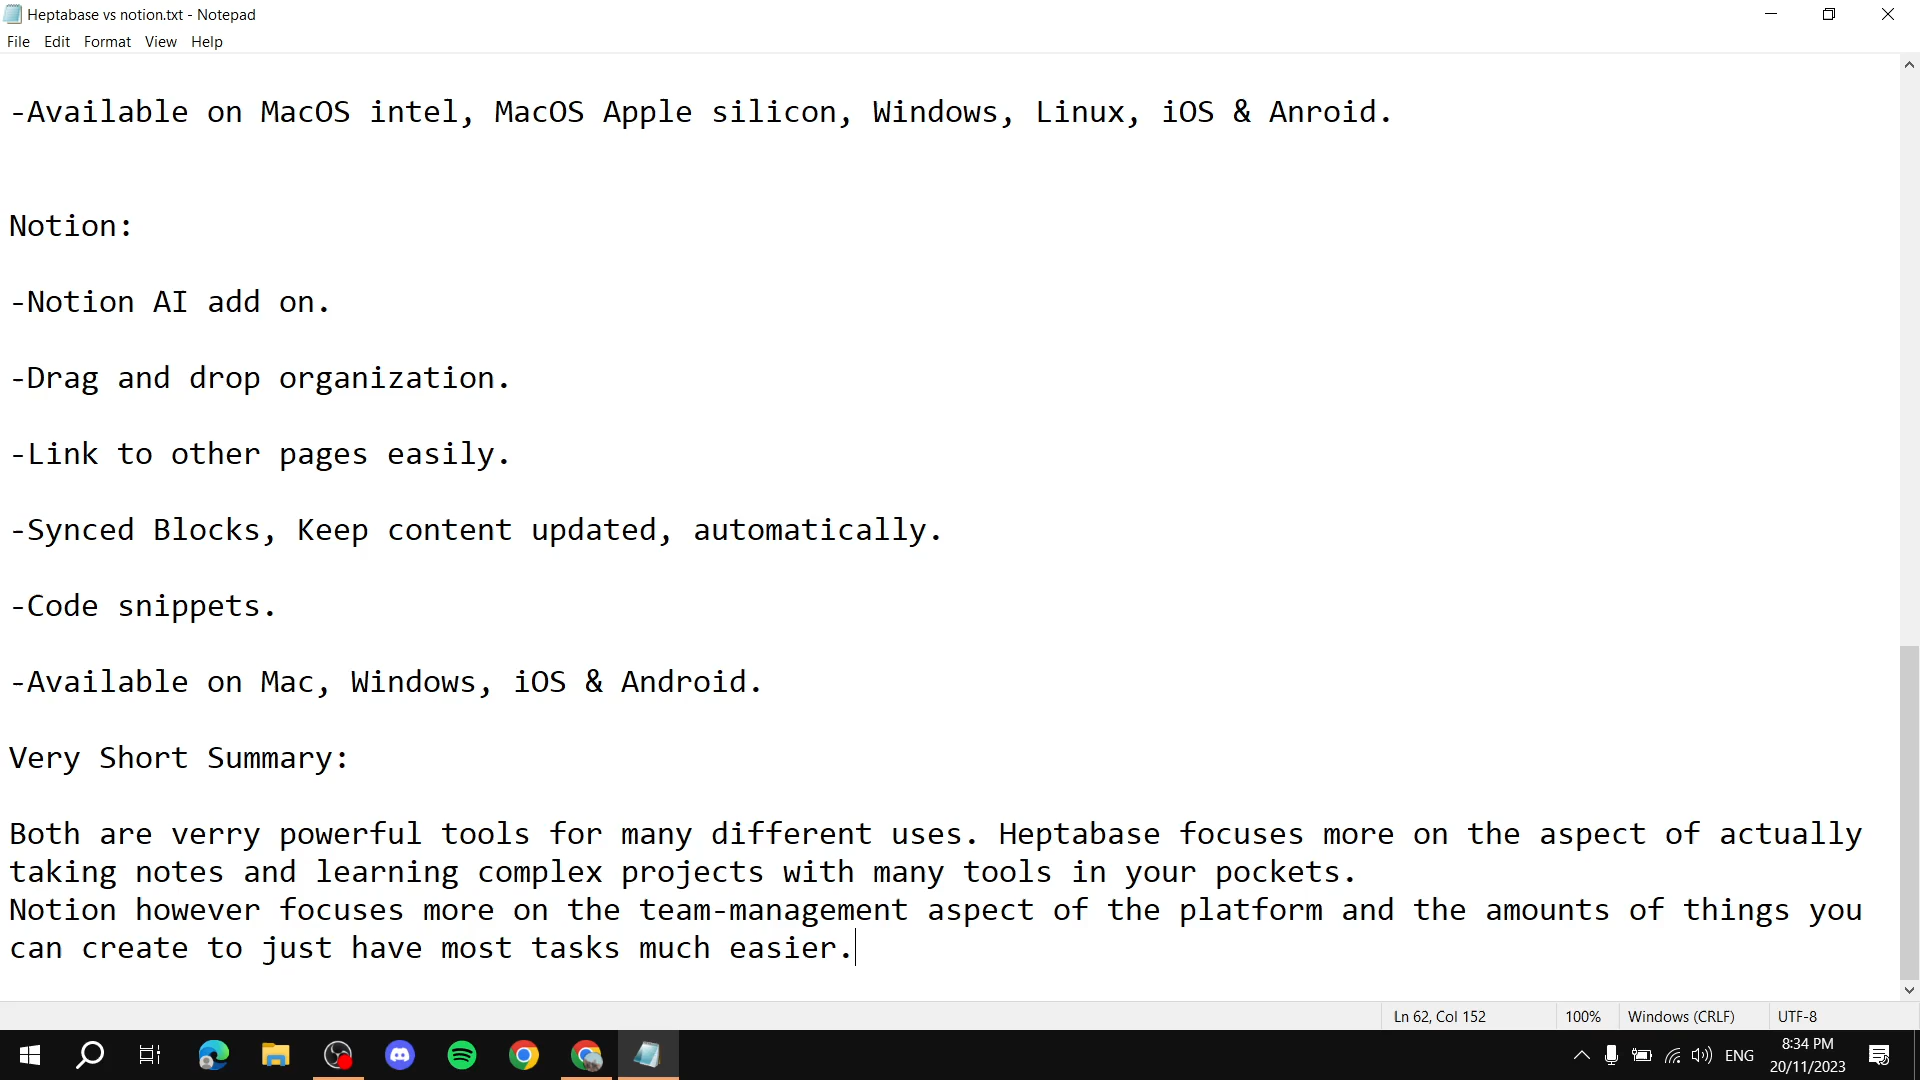 Heptabase vs notion.txt - Notepad
File Edit Format View Help
-Available on MacOS intel, MacOS Apple silicon, Windows, Linux, iOS & Anroid.
Notion:
-Notion AI add on.
-Drag and drop organization.
-Link to other pages easily.
-Synced Blocks, Keep content updated, automatically.
-Code snippets.
-Available on Mac, Windows, iOS & Android.
Very Short Summary:
Both are verry powerful tools for many different uses. Heptabase focuses more on the aspect of actually
taking notes and learning complex projects with many tools in your pockets.
Notion however focuses more on the team-management aspect of the platform and the amounts of things you
can create to just have most tasks much easier.
Ln 62, Col 152 100% Windows (CRLF) UTF-8
ENG
8:34 PM
20/11/2023